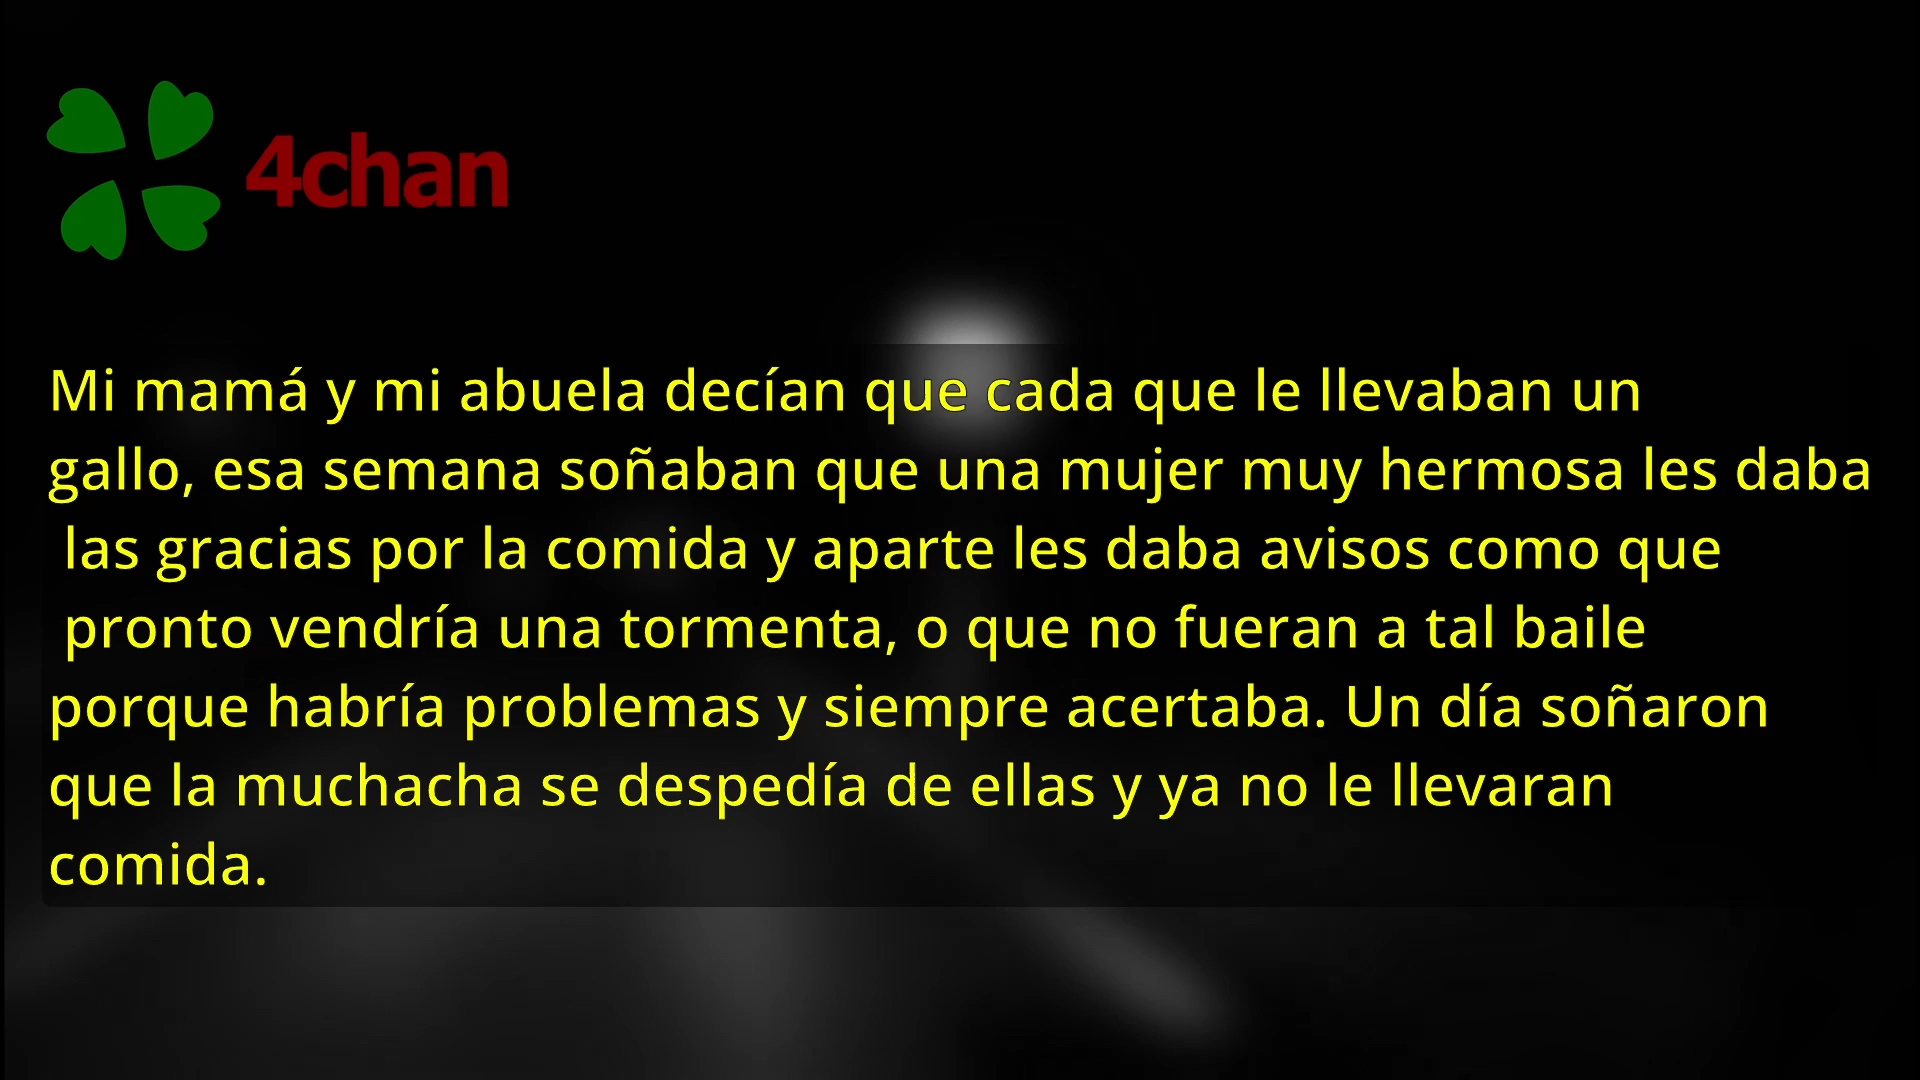 4chan
Mi mamá y mi abuela decían que cada que le llevaban un
gallo, esa semana soñaban que una mujer muy hermosa les daba
las gracias por la comida y aparte les daba avisos como que
pronto vendría una tormenta, o que no fueran a tal baile
porque habría problemas y siempre acertaba. Un día soñaron
que la muchacha se despedía de ellas y ya no le llevaran
comida.